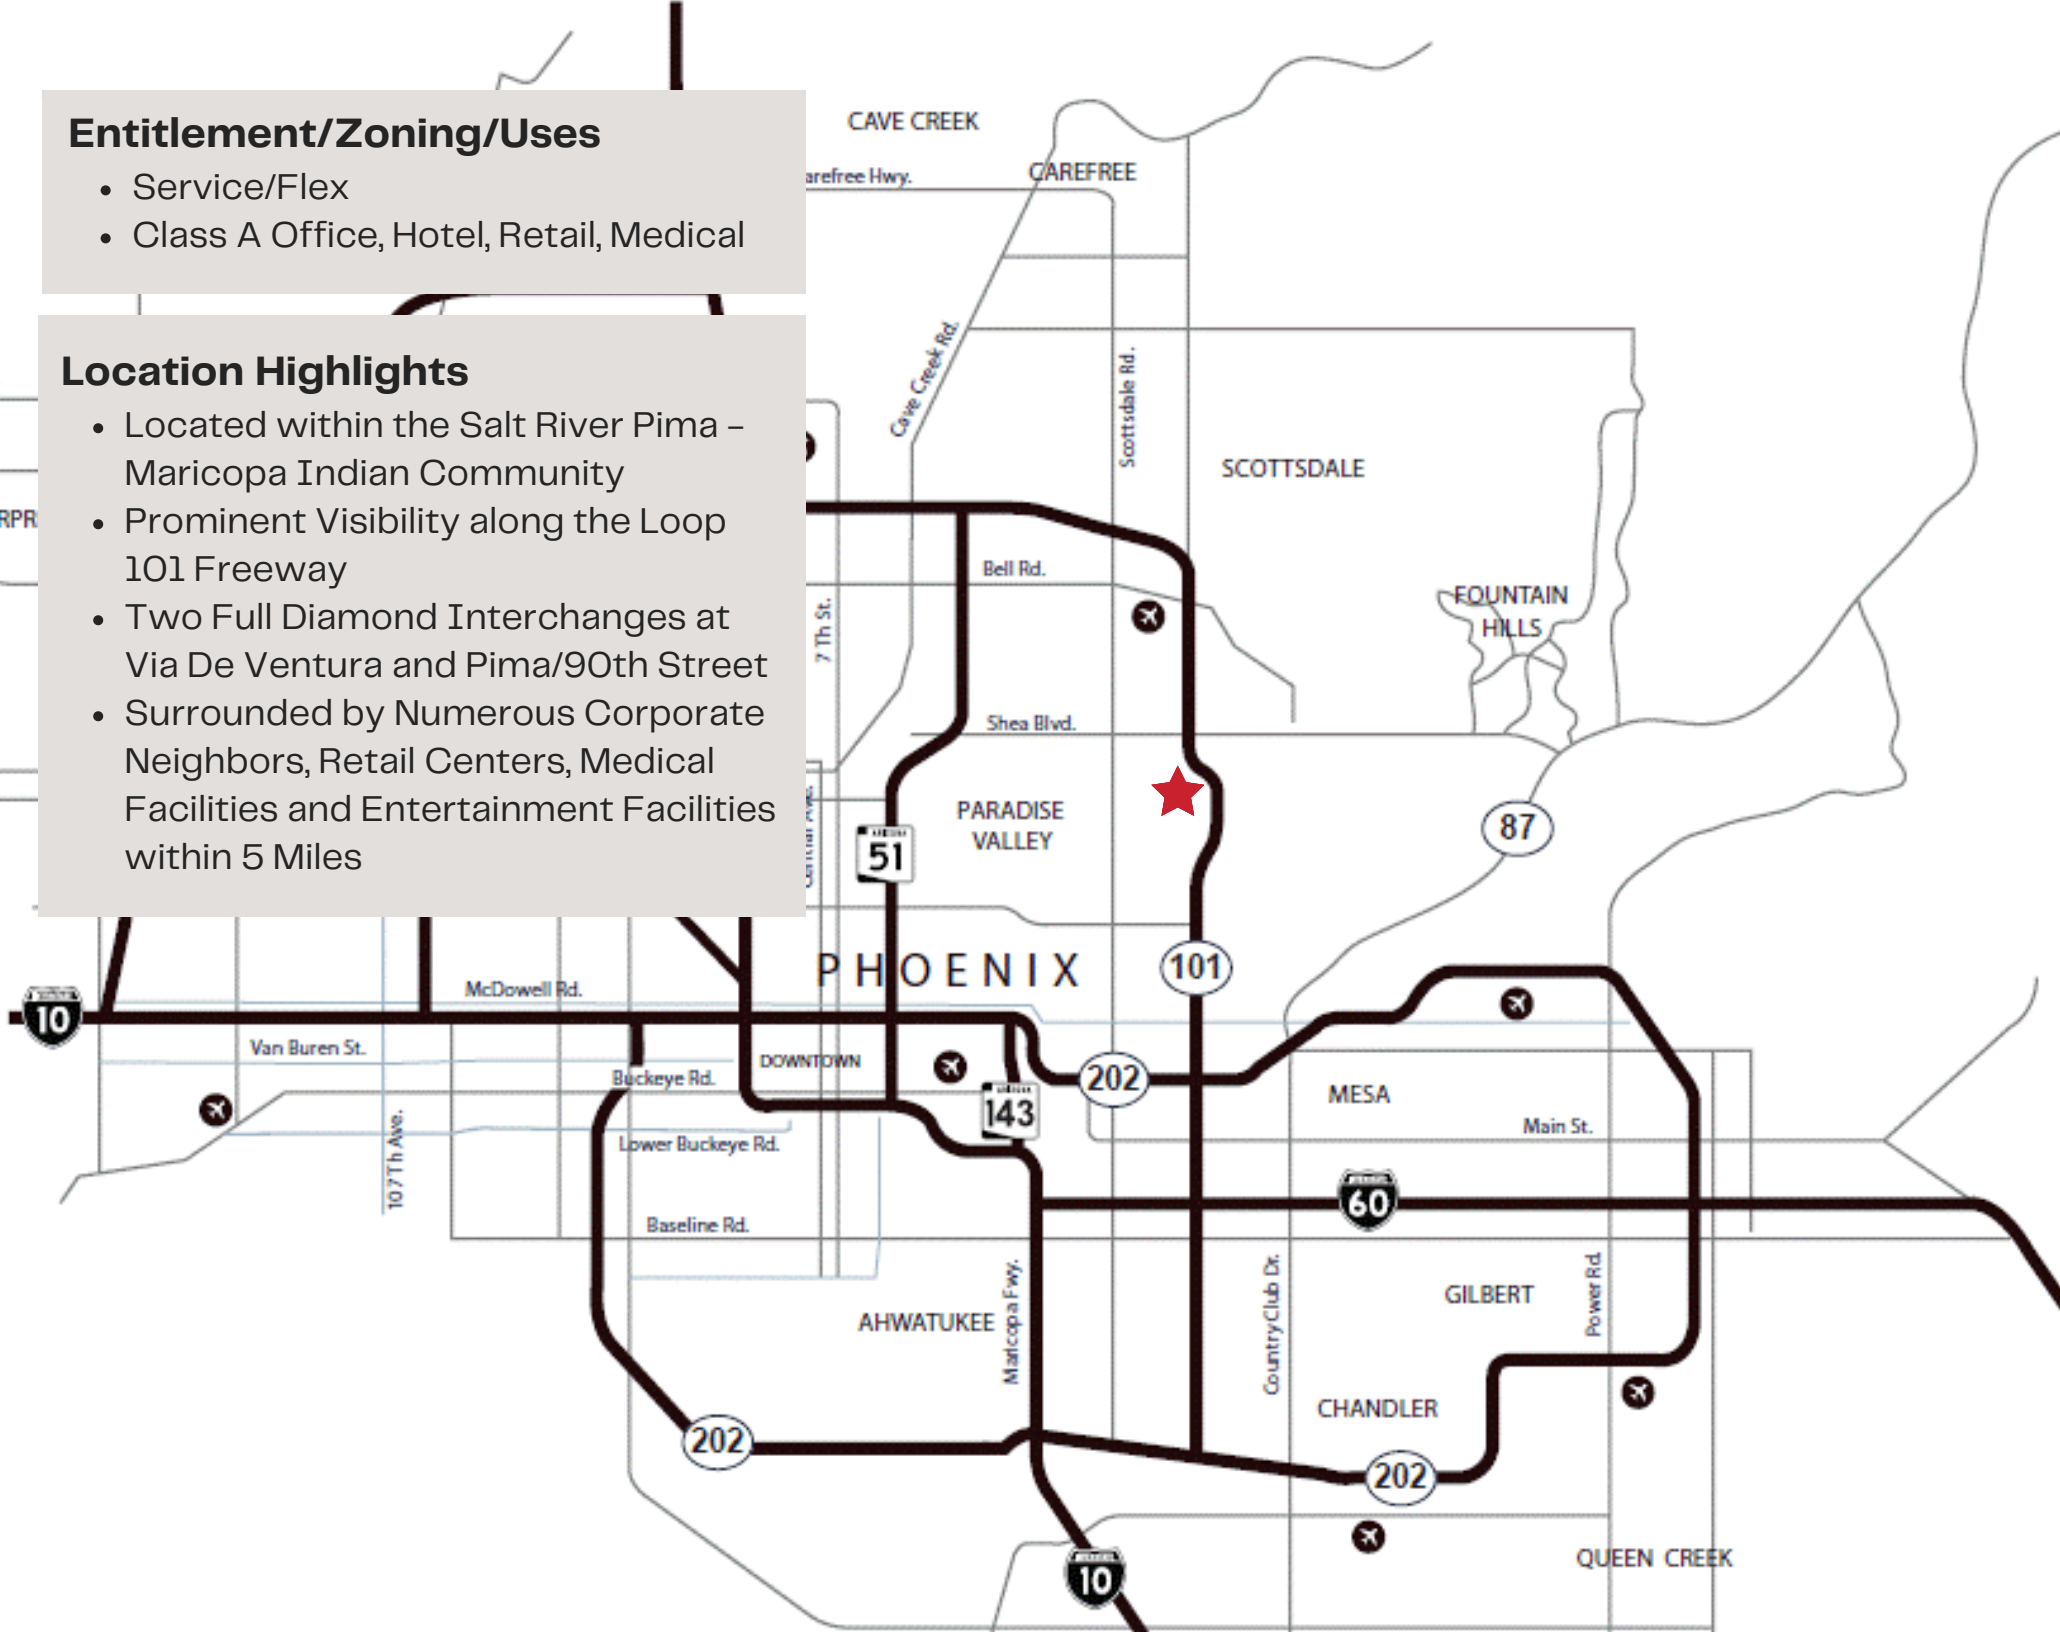 Entitlement/Zoning/Uses
• Service/Flex
• Class A Office, Hotel, Retail, Medical
Location Highlights
• Located within the Salt River Pima -
Maricopa Indian Community
• Prominent Visibility along the Loop
101 Freeway
• Two Full Diamond Interchanges at
Via De Ventura and Pima/90th Street
• Surrounded by Numerous Corporate
Neighbors, Retail Centers, Medical
Facilities and Entertainment Facilities
within 5 Miles
CAVE CREEK
CAREFREE
arefree Hwy.
Cave Creek Rd.
Scottsdale Rd.
SCOTTSDALE
RPR
Bell Rd.
FOUNTAIN
HILLS
7 Th St.
Shea Blvd.
PARADISE
VALLEY
87
51
PHOENIX
101
McDowell Rd.
10
Van Buren St.
DOWNTOWN
Buckeye Rd.
202
143
MESA
Main St.
107 Th Ave.
Lower Buckeye Rd.
60
Baseline Rd.
Maricopa Fwy.
Country Club Dr.
Power Rd.
GILBERT
AHWATUKEE
CHANDLER
202
202
10
QUEEN CREEK